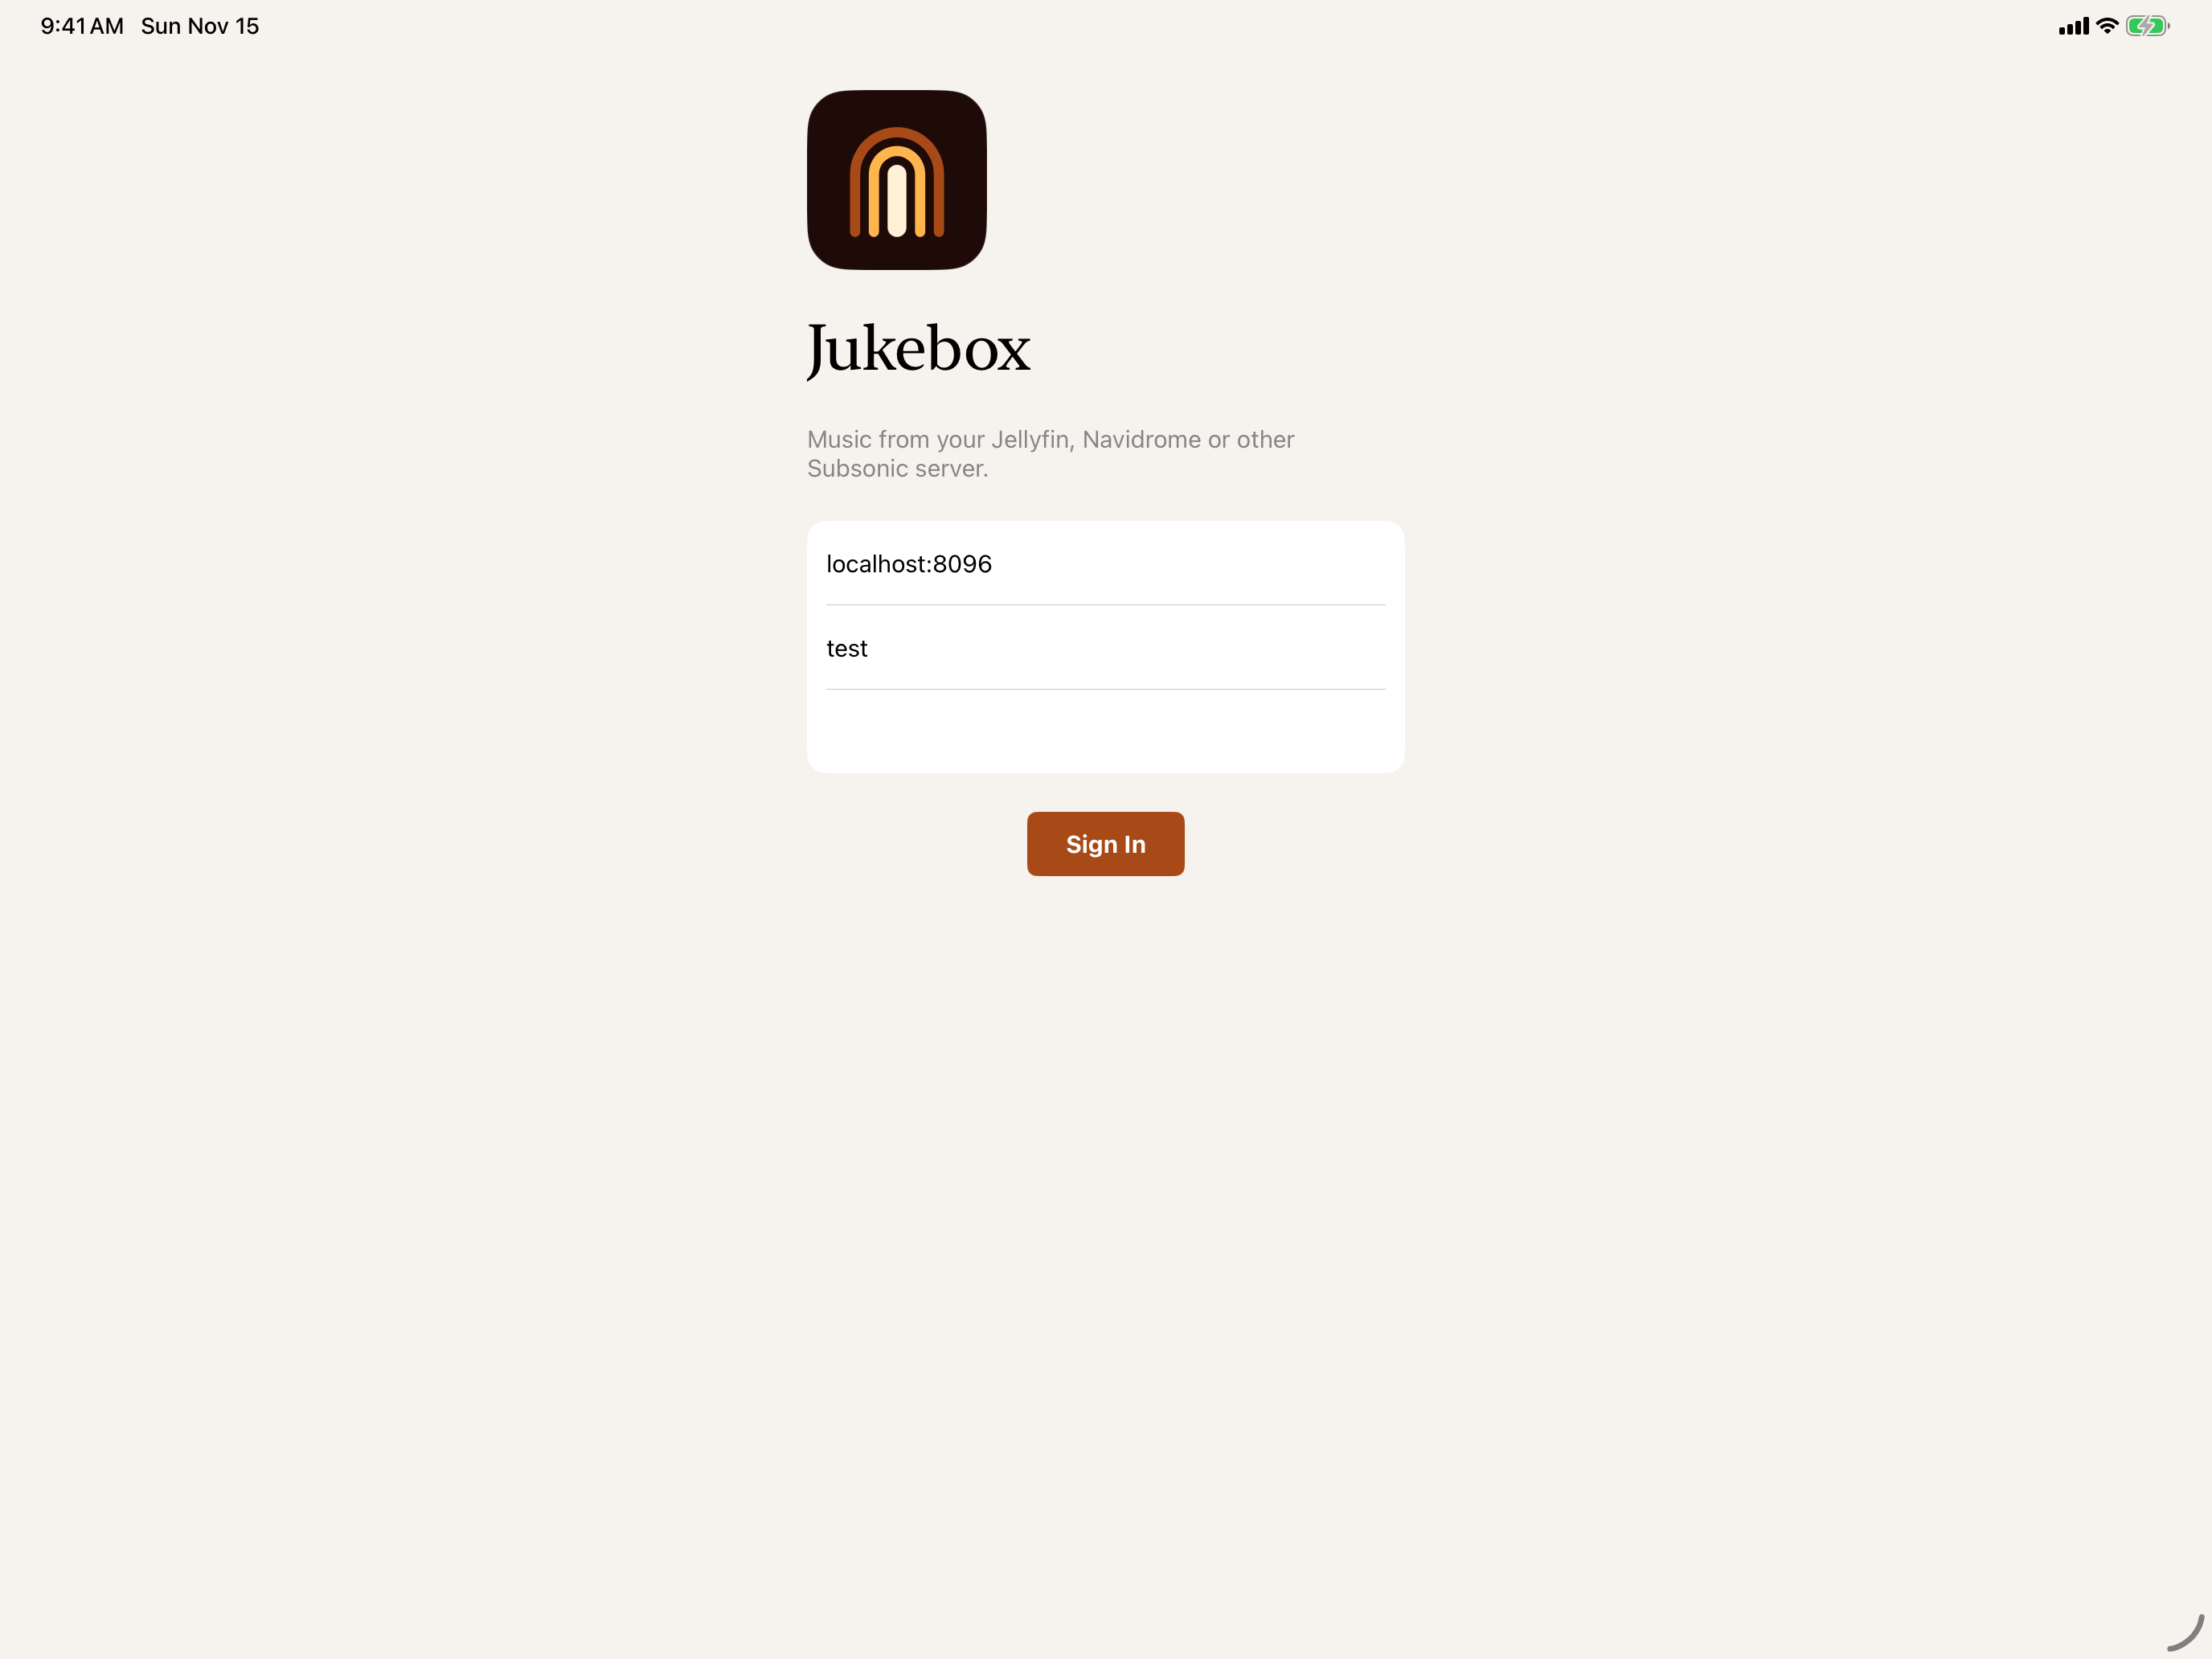 9:41 AM Sun Nov 15
Jukebox
Music from your Jellyfin, Navidrome or other
Subsonic server.
localhost:8096
test
Sign In